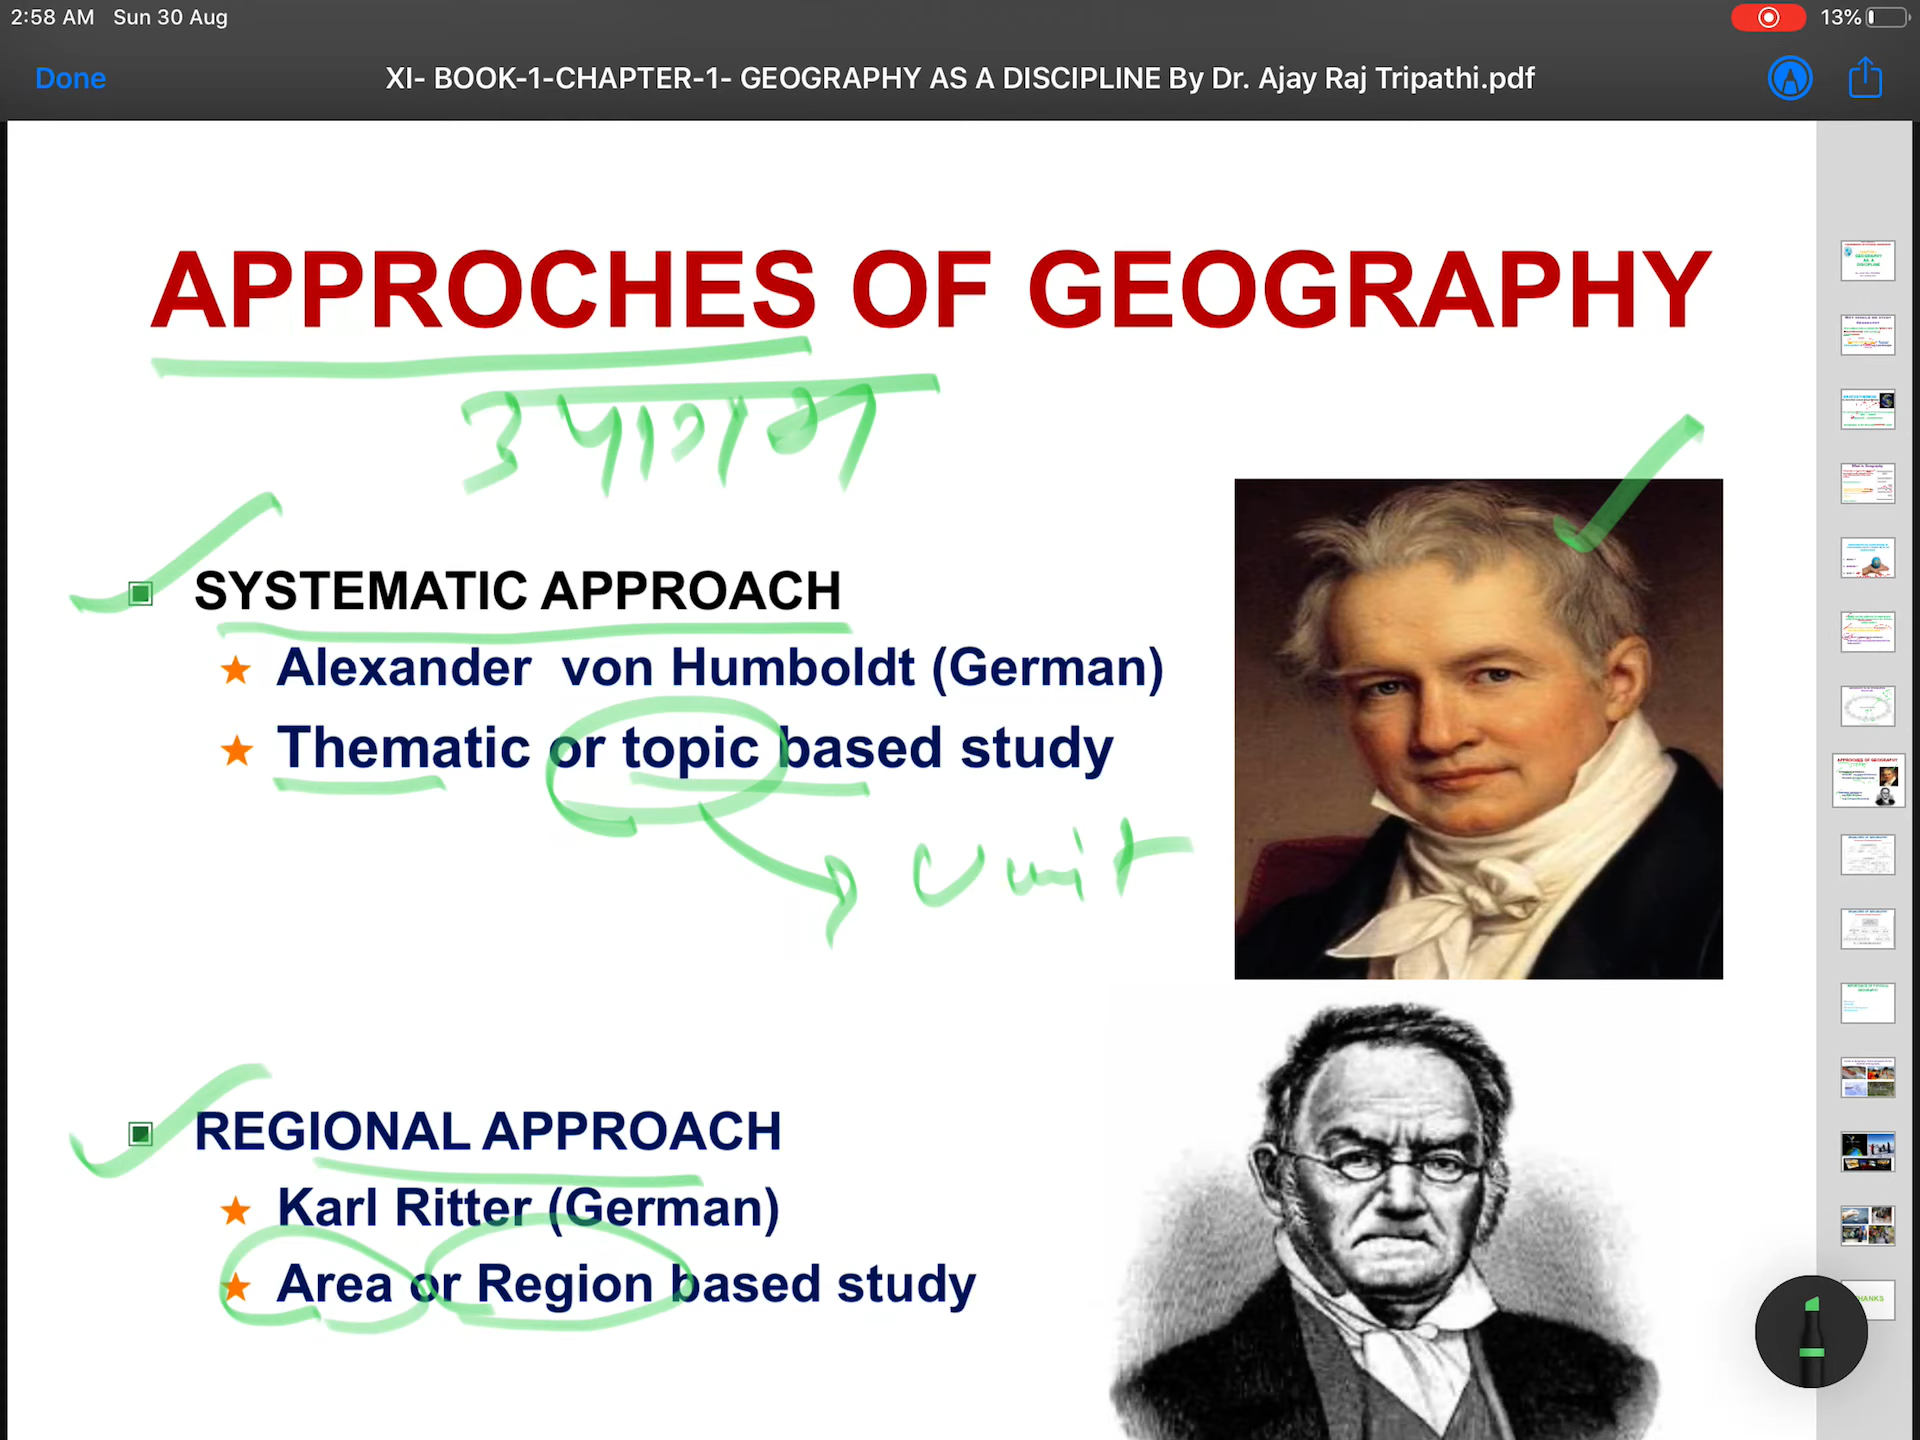 2:58 AM Sun 30 Aug
13%
Done
XI- BOOK-1-CHAPTER-1- GEOGRAPHY AS A DISCIPLINE By Dr. Ajay Raj Tripathi.pdf
APPROCHES OF GEOGRAPHY
उपागम
SYSTEMATIC APPROACH
Alexander von Humboldt (German)
Thematic or topic based study
Unit
REGIONAL APPROACH
Karl Ritter (German)
Area or Region based study